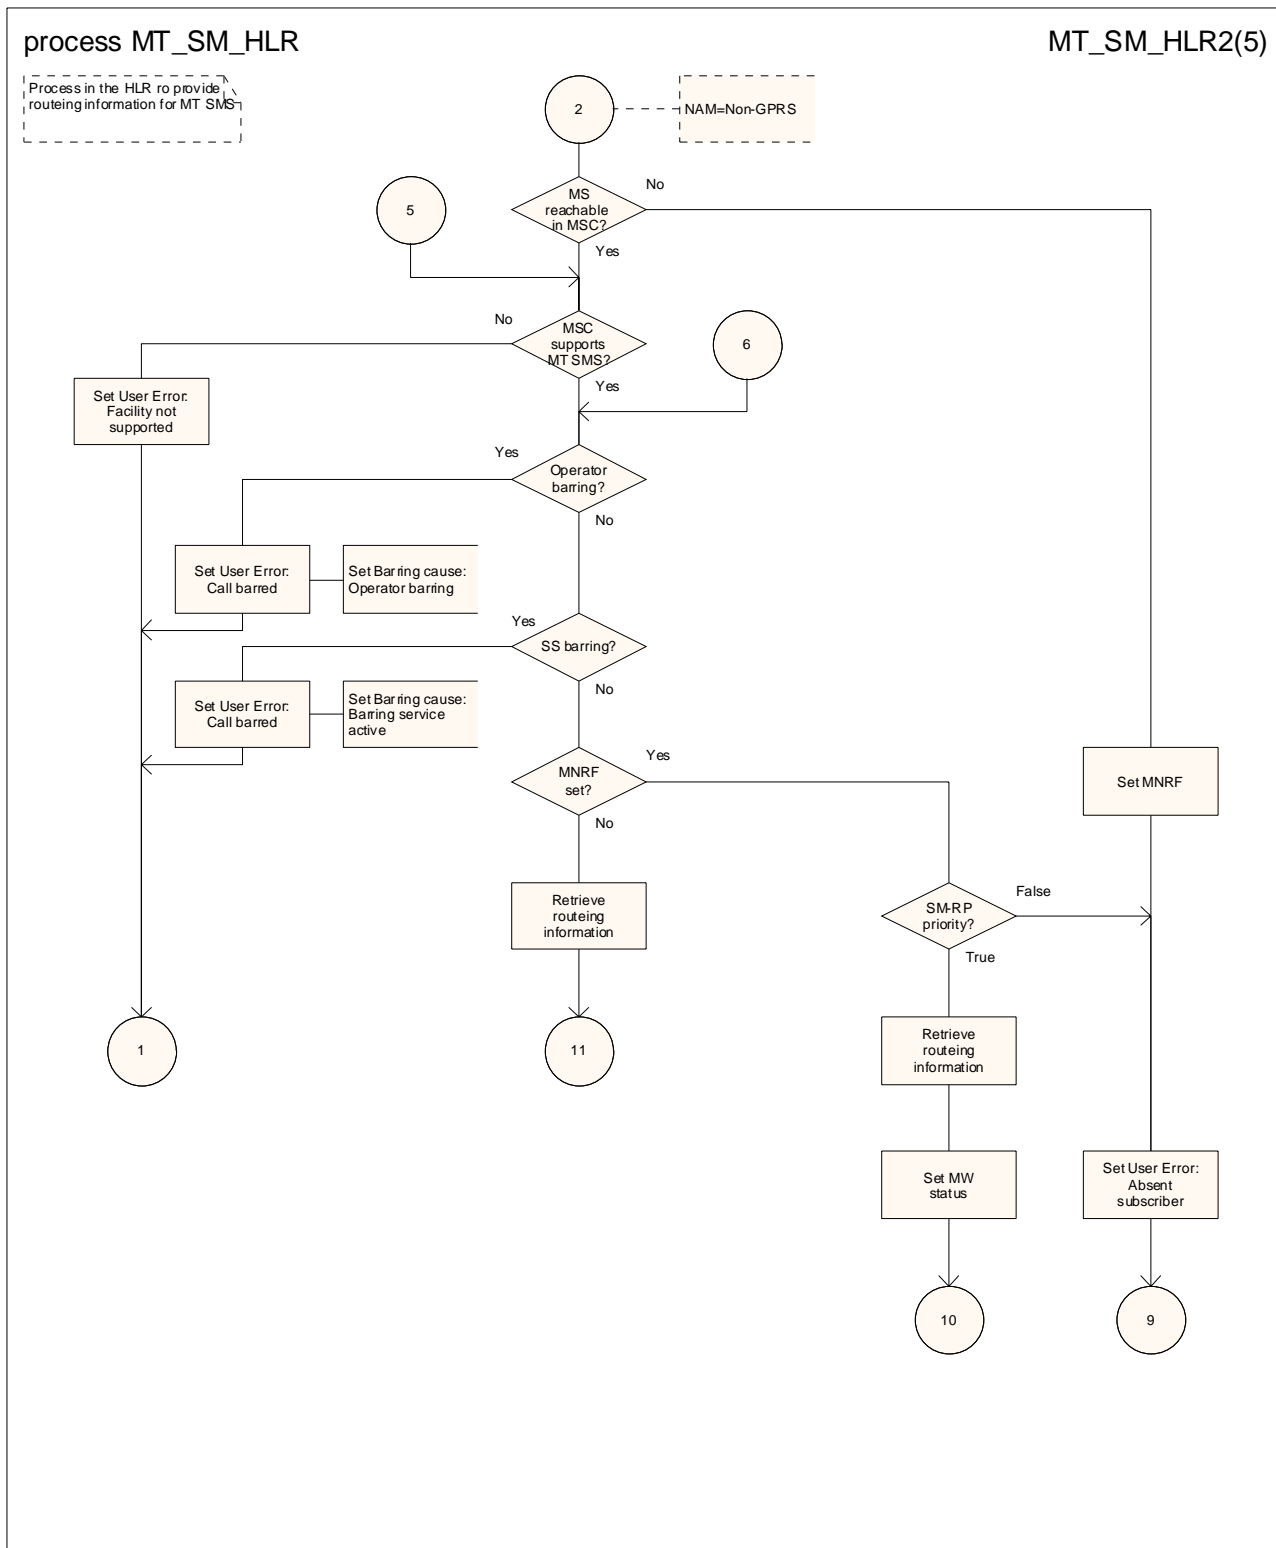 process MT_SM_HLR
MT_SM_HLR2(5)
Process in the HLR ro provide
routeing information for MT SMS
2
NAM=Non-GPRS
MS
reachable
in MSC?
No
Yes
5
No
MSC
supports
MT SMS?
Yes
6
Set User Error:
Facility not
supported
Yes
Operator
barring?
No
Set User Error:
Call barred
Set Barring cause:
Operator barring
Yes
SS barring?
No
Set User Error:
Call barred
Set Barring cause:
Barring service
active
MNRF
set?
Yes
No
Set MNRF
Retrieve
routeing
information
SM-RP
priority?
False
True
1
11
Retrieve
routeing
information
Set MW
status
Set User Error:
Absent
subscriber
10
9